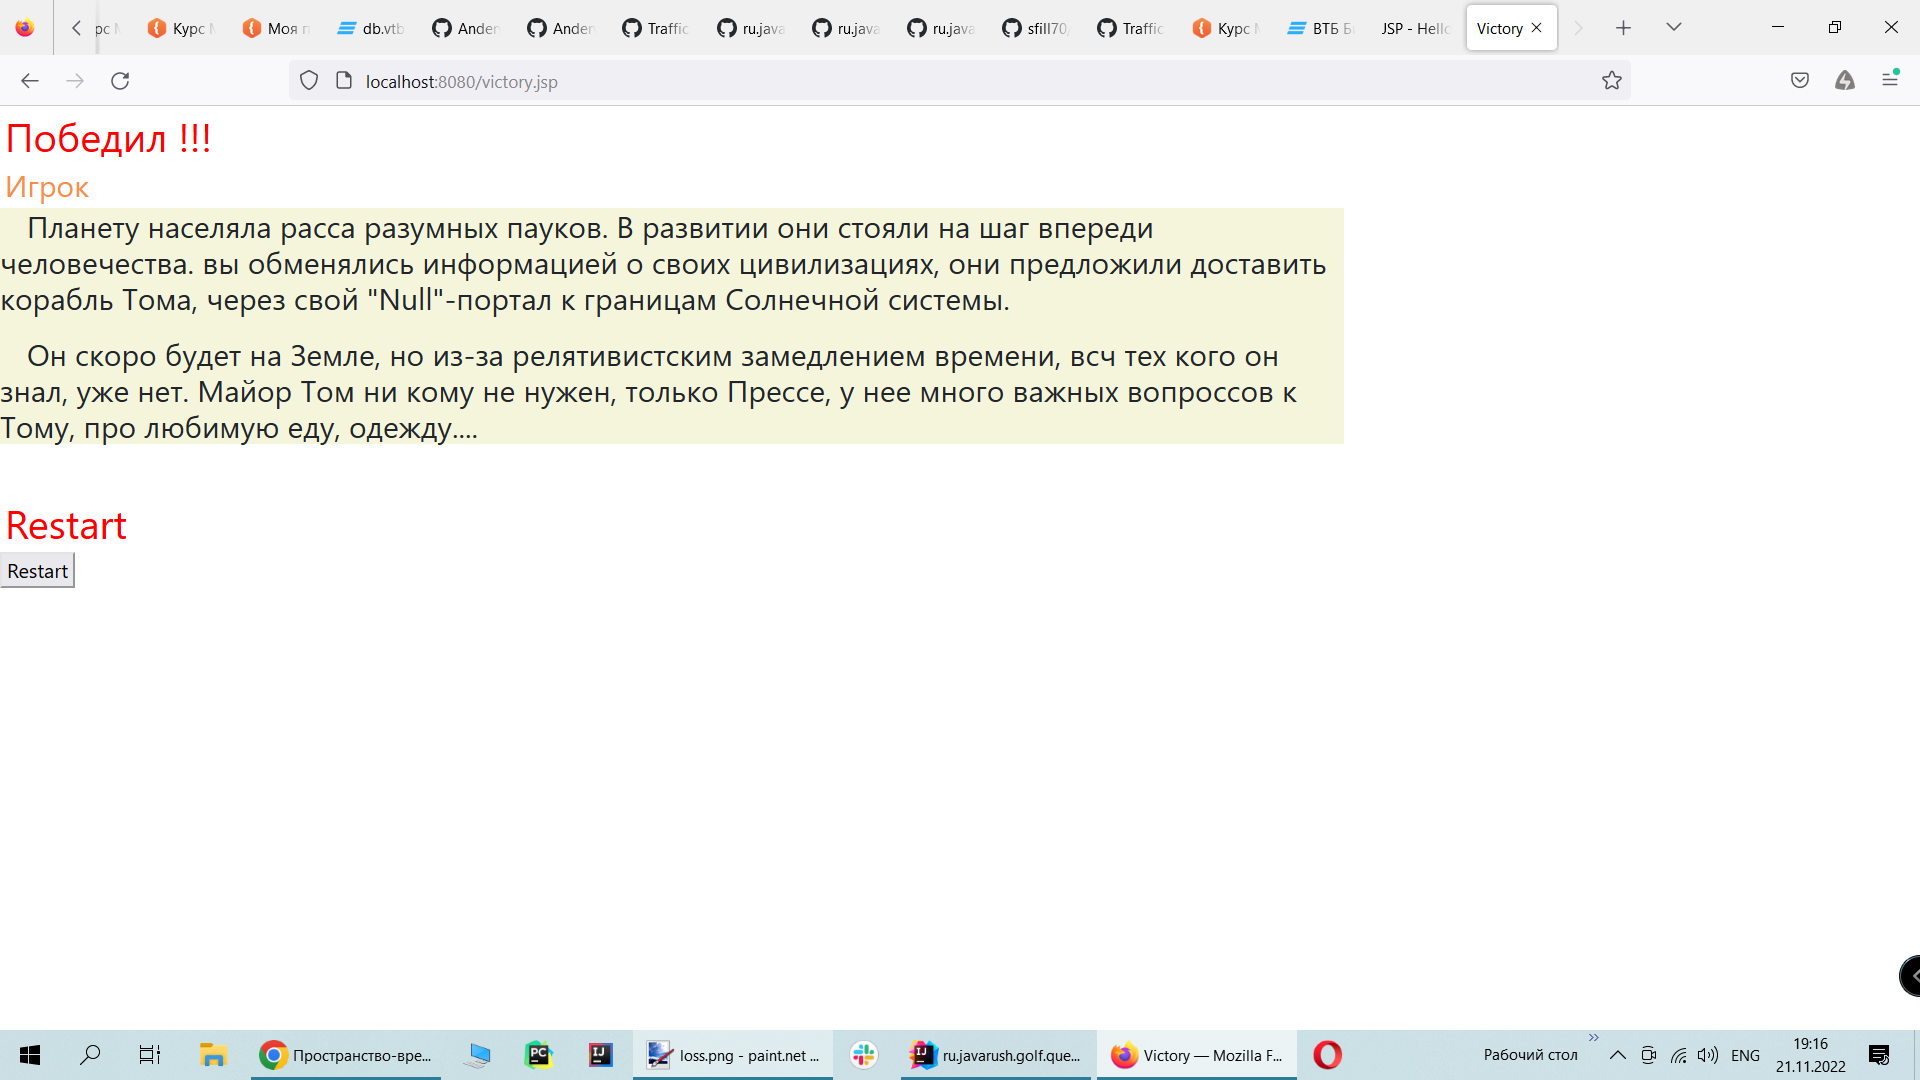 Курс
Моя п
db.vtb
Ander
Ander
Traffic
ru.java
ru.java
ru.java
sfill70/
Traffic
Курс
ВТБ Б
JSP - Hello
Victory
localhost:8080/victory.jsp
Победил !!!
Игрок
Планету населяла расса разумных пауков. В развитии они стояли на шаг впереди
человечества. вы обменялись информацией о своих цивилизациях, они предложили доставить
корабль Тома, через свой "Null"-портал к границам Солнечной системы.
Он скоро будет на Земле, но из-за релятивистским замедлением времени, всч тех кого он
знал, уже нет. Майор Том ни кому не нужен, только Прессе, у нее много важных вопроссов к
Тому, про любимую еду, одежду....
Restart
Restart
Пространство-вре...
PC
IJ
loss.png - paint.net ...
IJ
ru.javarush.golf.que...
Victory — Mozilla F...
Рабочий стол
ENG
19:16
21.11.2022